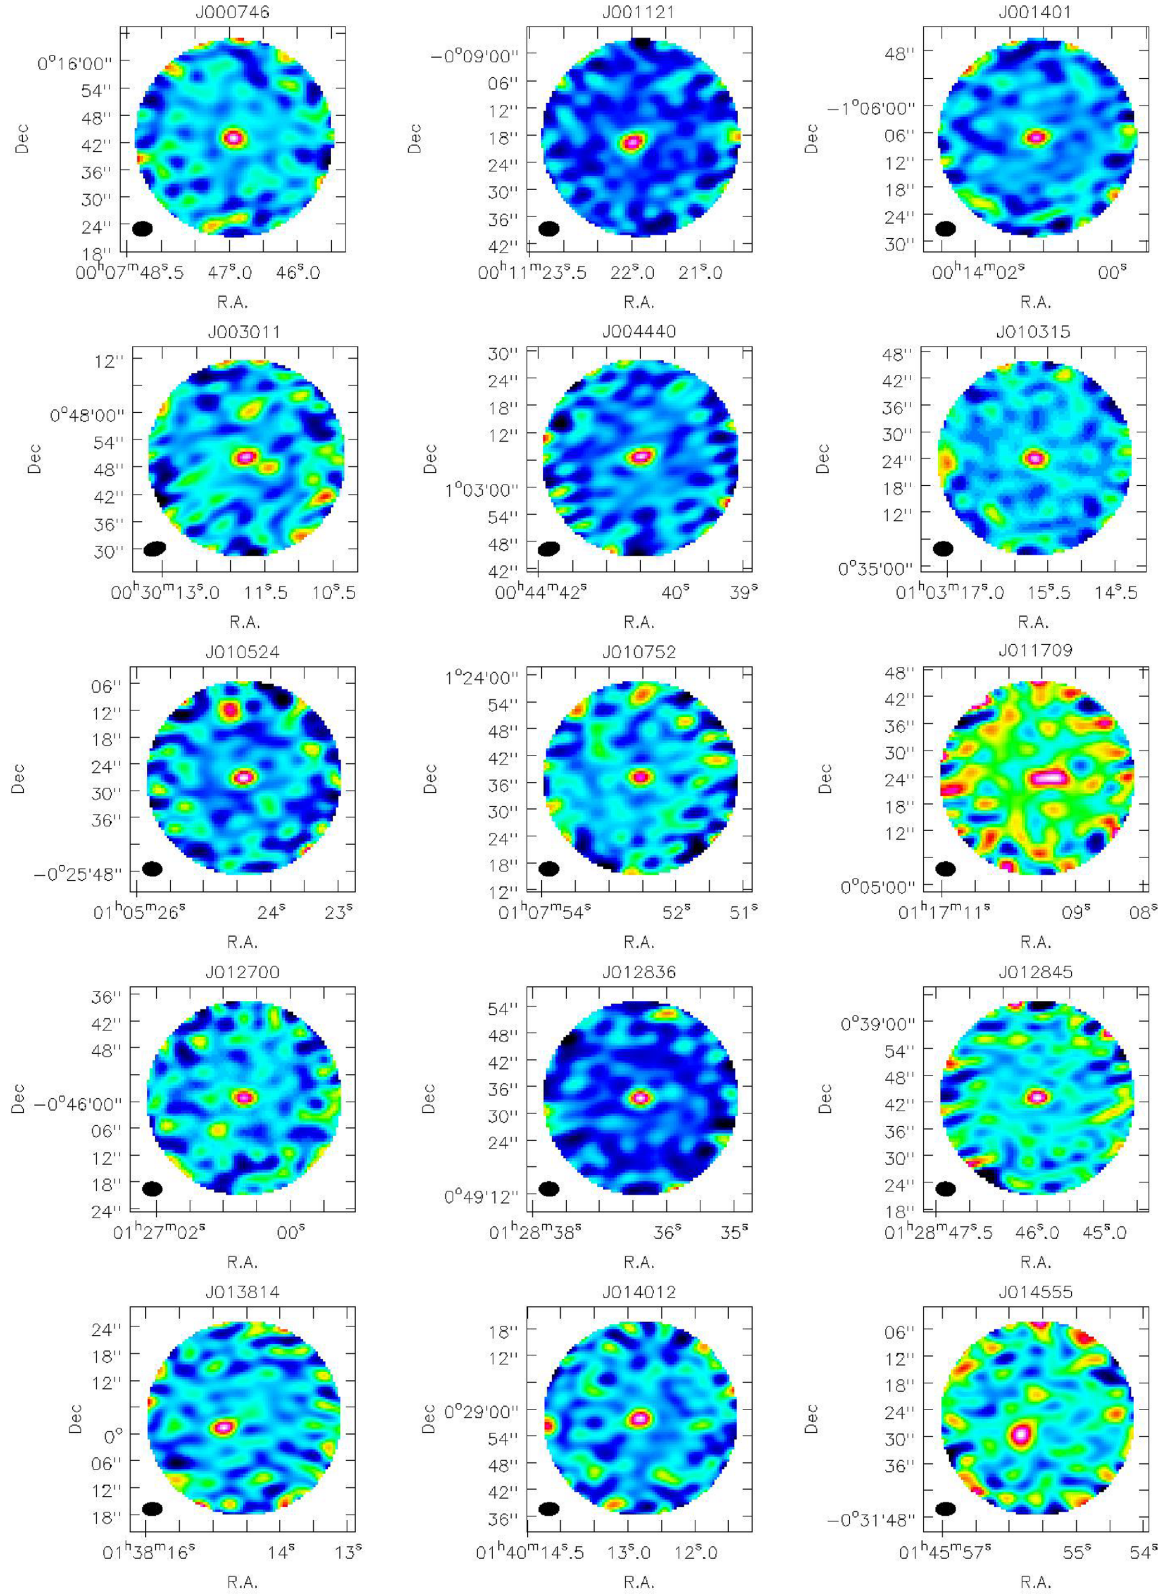 J000746
0°16'00"
54"
48"
42"
36"
30"
24"
18"
Dec
00ʰ07ᵐ48ˢ.5 47ˢ.0 46ˢ.0
R.A.
J001121
−0°09'00"
06"
12"
18"
24"
30"
36"
42"
Dec
00ʰ11ᵐ23ˢ.5 22ˢ.0 21ˢ.0
R.A.
J001401
48"
−1°06'00"
06"
12"
18"
24"
30"
Dec
00ʰ14ᵐ02ˢ 00ˢ
R.A.
J003011
12"
0°48'00"
54"
48"
42"
36"
30"
Dec
00ʰ30ᵐ13ˢ.0 11ˢ.5 10ˢ.5
R.A.
J004440
30"
24"
12"
1°03'00"
54"
48"
42"
Dec
00ʰ44ᵐ42ˢ 40ˢ 39ˢ
R.A.
J010315
48"
36"
30"
24"
18"
12"
0°35'00"
Dec
01ʰ03ᵐ17ˢ.0 15ˢ.5 14ˢ.5
R.A.
J010524
06"
12"
18"
24"
30"
36"
−0°25'48"
Dec
01ʰ05ᵐ26ˢ 24ˢ 23ˢ
R.A.
J010752
1°24'00"
54"
48"
42"
36"
30"
24"
18"
12"
Dec
01ʰ07ᵐ54ˢ 52ˢ 51ˢ
R.A.
J011709
48"
42"
36"
30"
24"
18"
12"
0°05'00"
Dec
01ʰ17ᵐ11ˢ 09ˢ 08ˢ
R.A.
J012700
36"
42"
48"
−0°46'00"
06"
12"
18"
24"
Dec
01ʰ27ᵐ02ˢ 00ˢ
R.A.
J012836
54"
48"
42"
36"
30"
24"
0°49'12"
Dec
01ʰ28ᵐ38ˢ 36ˢ 35ˢ
R.A.
J012845
0°39'00"
54"
48"
42"
36"
30"
24"
18"
Dec
01ʰ28ᵐ47ˢ.5 46ˢ.0 45ˢ.0
R.A.
J013814
24"
18"
12"
0°
06"
12"
18"
Dec
01ʰ38ᵐ16ˢ 14ˢ 13ˢ
R.A.
J014012
18"
12"
0°29'00"
54"
48"
42"
36"
Dec
01ʰ40ᵐ14ˢ.5 13ˢ.0 12ˢ.0
R.A.
J014555
06"
12"
18"
24"
30"
36"
−0°31'48"
Dec
01ʰ45ᵐ57ˢ 55ˢ 54ˢ
R.A.